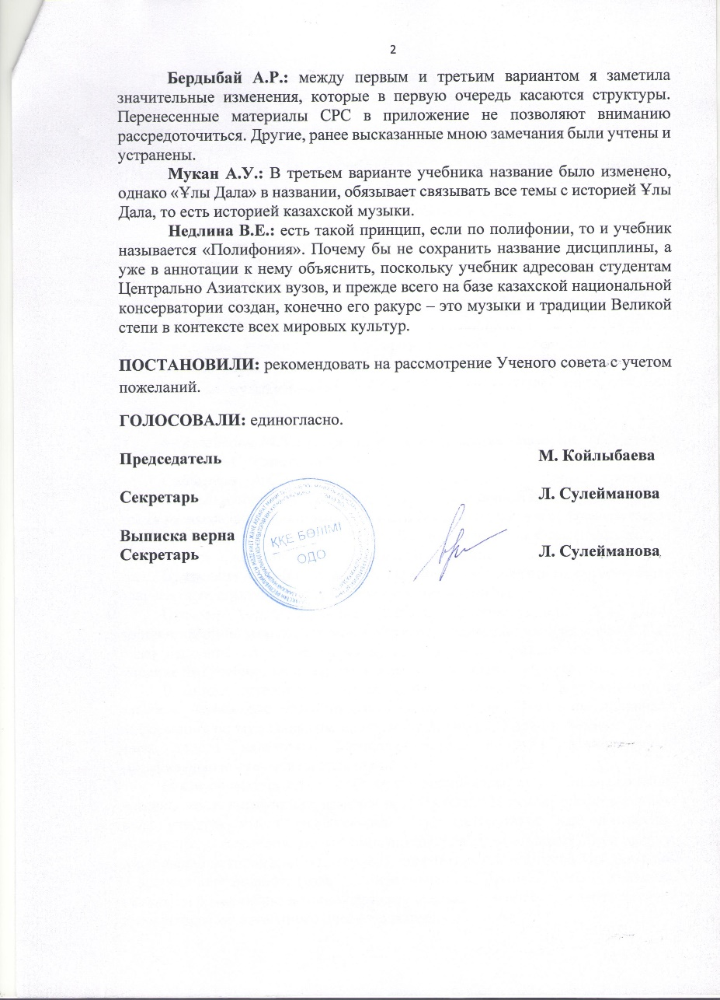 2
Бердыбай А.Р.: между первым и третьим вариантом я заметила
значительные изменения, которые в первую очередь касаются структуры.
Перенесенные материалы СРС в приложение не позволяют вниманию
рассредоточиться. Другие, ранее высказанные мною замечания были учтены и
устранены.
Мукан А.У.: В третьем варианте учебника название было изменено,
однако «Ұлы Дала» в названии, обязывает связывать все темы с историей Ұлы
Дала, то есть историей казахской музыки.
Недлина В.Е.: есть такой принцип, если по полифонии, то и учебник
называется «Полифония». Почему бы не сохранить название дисциплины, а
уже в аннотации к нему объяснить, поскольку учебник адресован студентам
Центрально Азиатских вузов, и прежде всего на базе казахской национальной
консерватории создан, конечно его ракурс – это музыки и традиции Великой
степи в контексте всех мировых культур.
ПОСТАНОВИЛИ: рекомендовать на рассмотрение Ученого совета с учетом
пожеланий.
ГОЛОСОВАЛИ: единогласно.
Председатель М. Койлыбаева
Секретарь Л. Сулейманова
Выписка верна
Секретарь Л. Сулейманова
ҚҚЕ БӨЛІМІ
ОДО